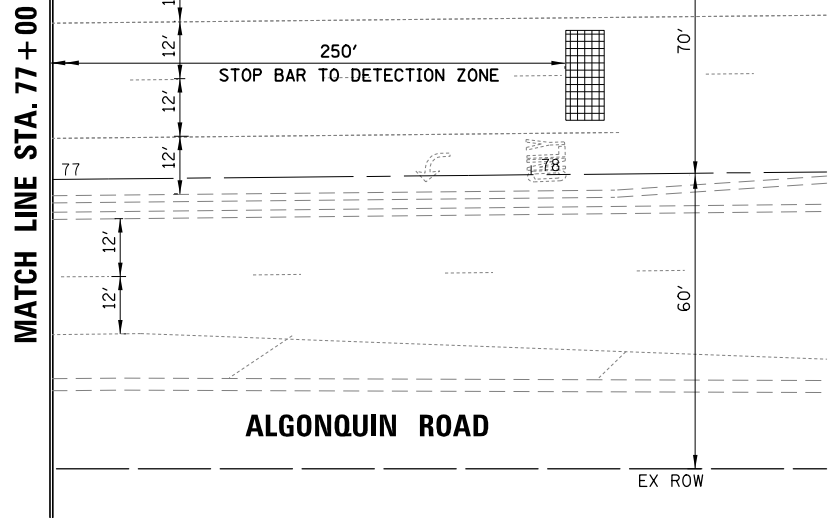 MATCH LINE STA. 77+00
12'
12'
12'
250'
STOP BAR TO DETECTION ZONE
70'
77
78
12'
12'
60'
ALGONQUIN ROAD
EX ROW